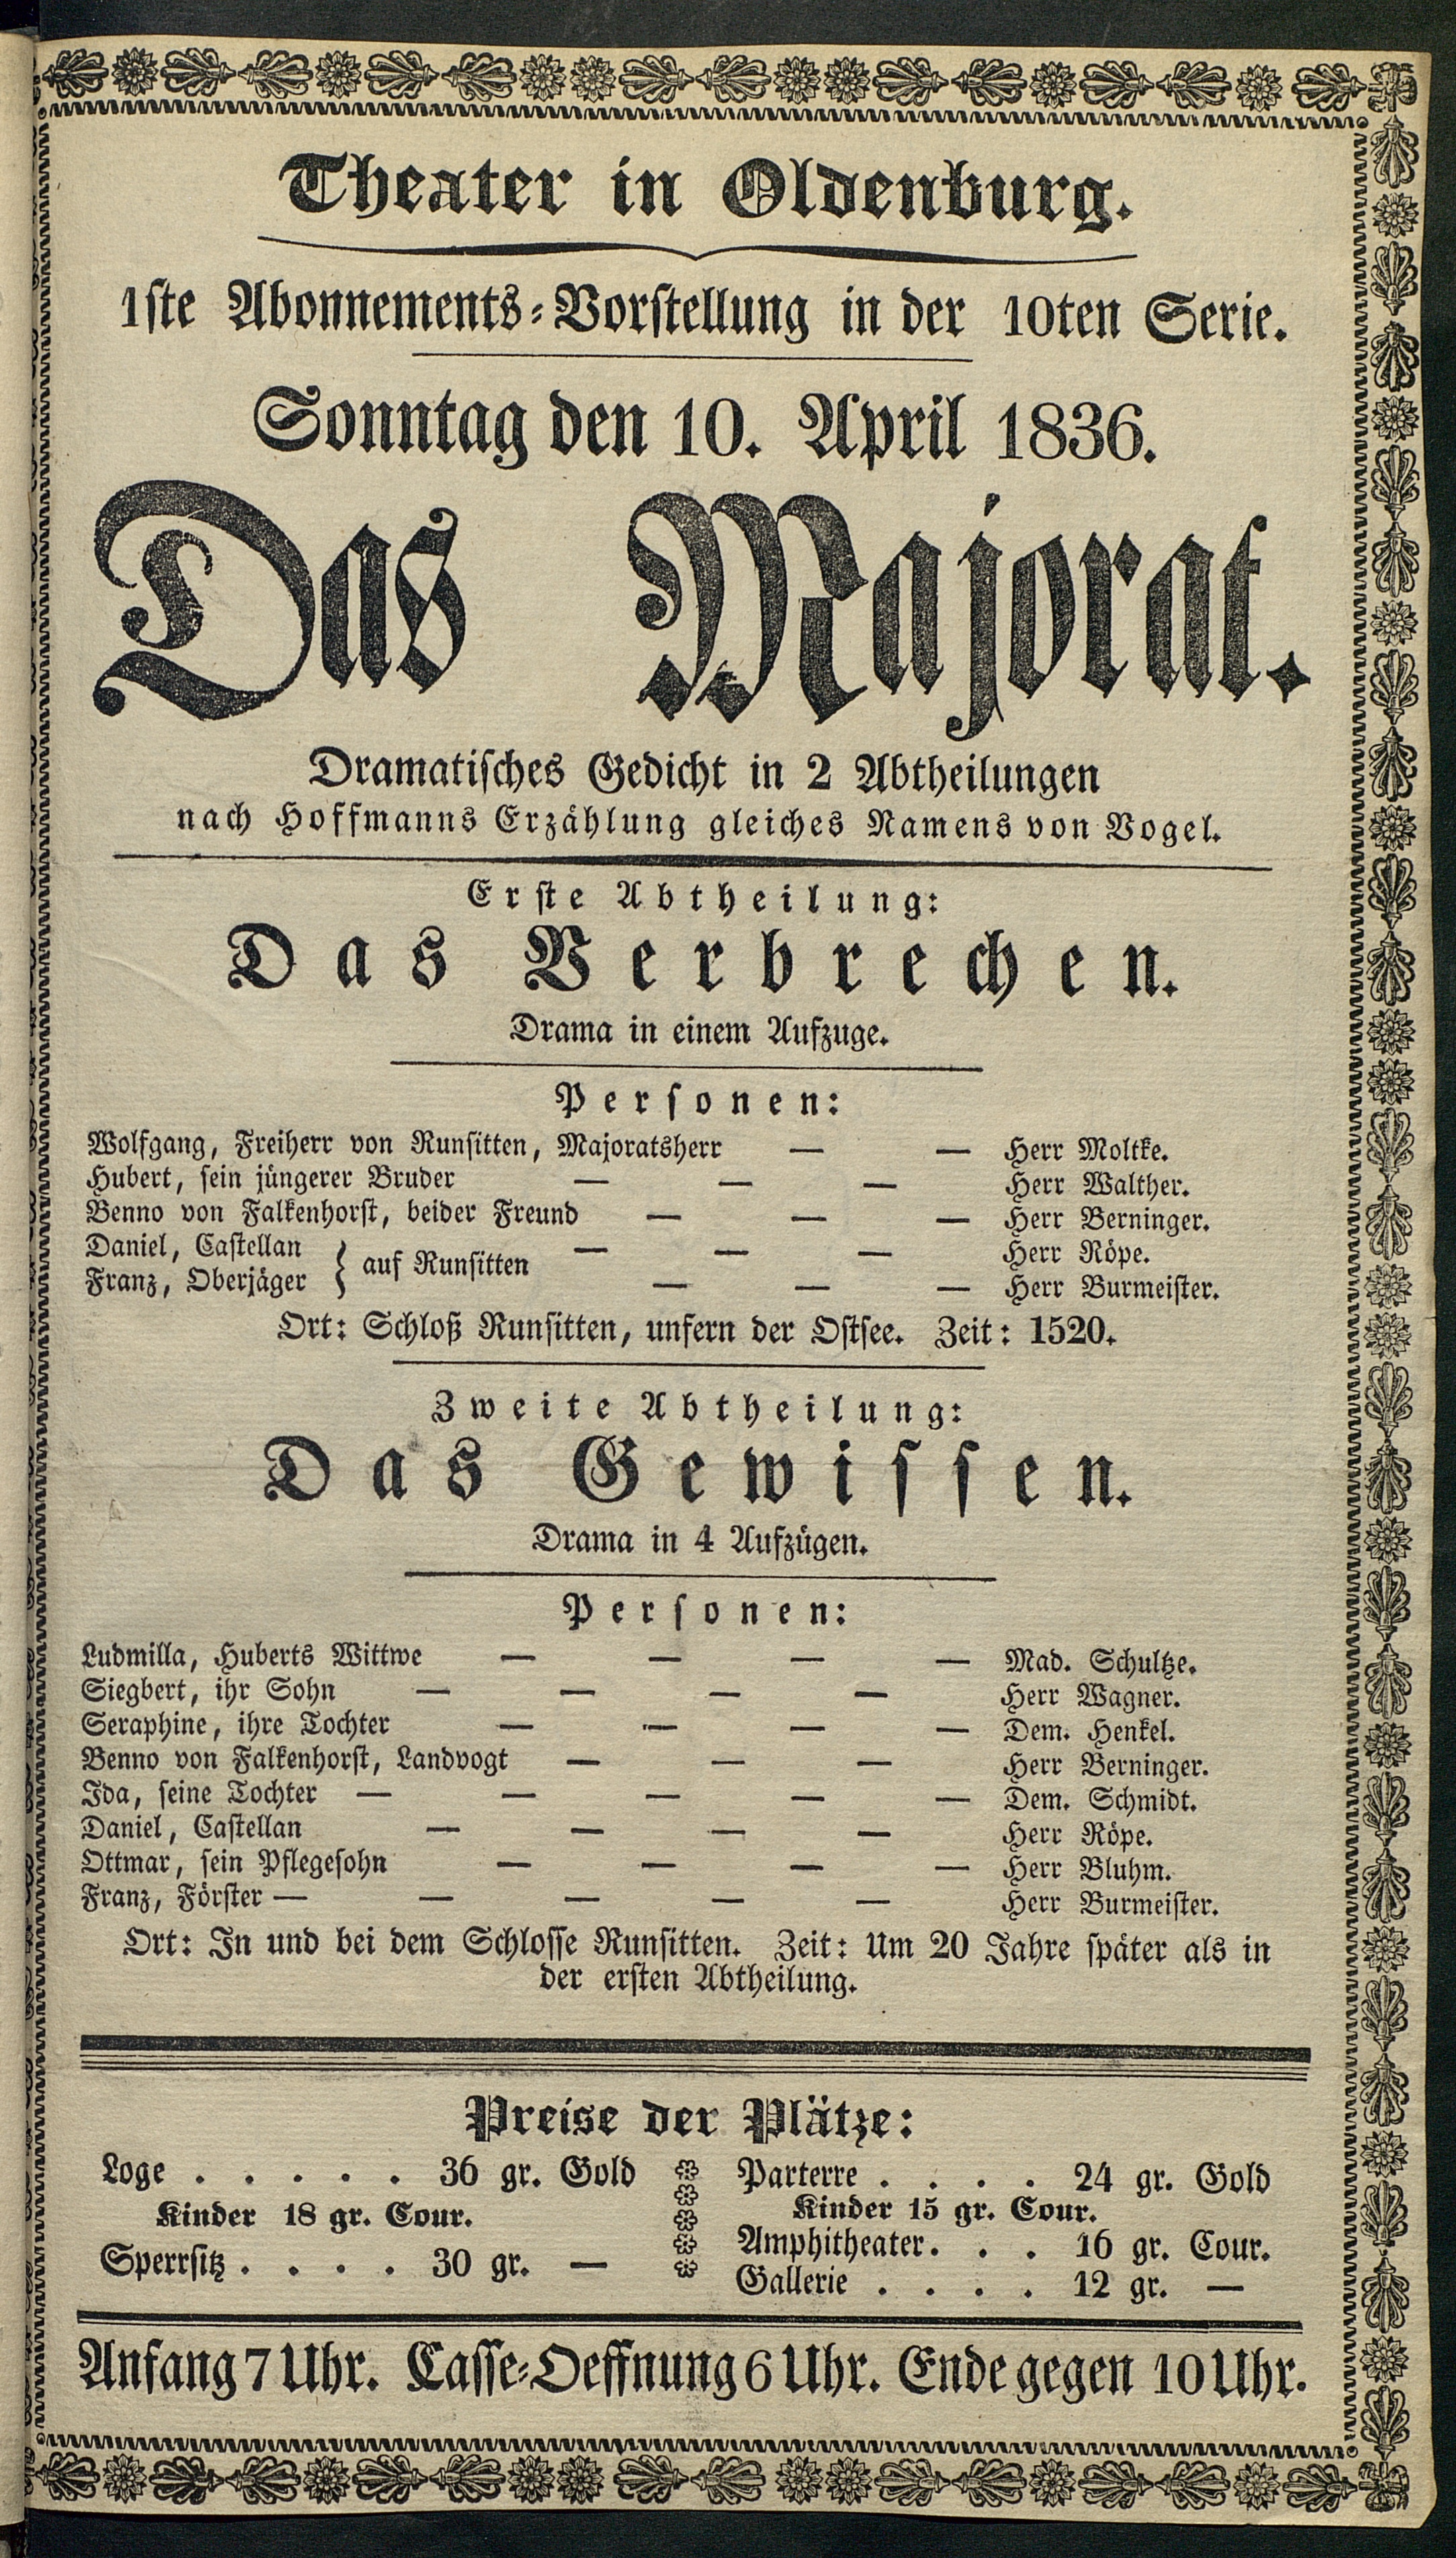 Theater in Oldenburg.
1ste Abonnements-Vorstellung in der 10ten Serie.
Sonntag den 10. April 1836.
Das Majorat.
Dramatisches Gedicht in 2 Abtheilungen
nach Hoffmanns Erzählung gleiches Namens von Vogel.
Erste Abtheilung:
Das Verbrechen.
Drama in einem Aufzuge.
Personen:
Wolfgang, Freiherr von Runsitten, Majoratsherr — — Herr Moltke.
Hubert, sein jüngerer Bruder — — — Herr Walther.
Benno von Falkenhorst, beider Freund — — — Herr Berninger.
Daniel, Castellan } auf Runsitten — — — Herr Röpe.
Franz, Oberjäger — — — Herr Burmeister.
Ort: Schloß Runsitten, unfern der Ostsee. Zeit: 1520.
Zweite Abtheilung:
Das Gewissen.
Drama in 4 Aufzügen.
Personen:
Ludmilla, Huberts Wittwe — — — — Mad. Schultze.
Siegbert, ihr Sohn — — — — Herr Wagner.
Seraphine, ihre Tochter — — — — Dem. Henkel.
Benno von Falkenhorst, Landvogt — — — Herr Berninger.
Ida, seine Tochter — — — — — Dem. Schmidt.
Daniel, Castellan — — — — Herr Röpe.
Ottmar, sein Pflegesohn — — — — Herr Bluhm.
Franz, Förster — — — — — Herr Burmeister.
Ort: In und bei dem Schlosse Runsitten. Zeit: Um 20 Jahre später als in
der ersten Abtheilung.
Preise der Plätze:
Loge . . . . . 36 gr. Gold
Kinder 18 gr. Cour.
Sperrsitz . . . . 30 gr. —
Parterre . . . . 24 gr. Gold
Kinder 15 gr. Cour.
Amphitheater. . . 16 gr. Cour.
Gallerie . . . . 12 gr. —
Anfang 7 Uhr. Casse-Oeffnung 6 Uhr. Ende gegen 10 Uhr.